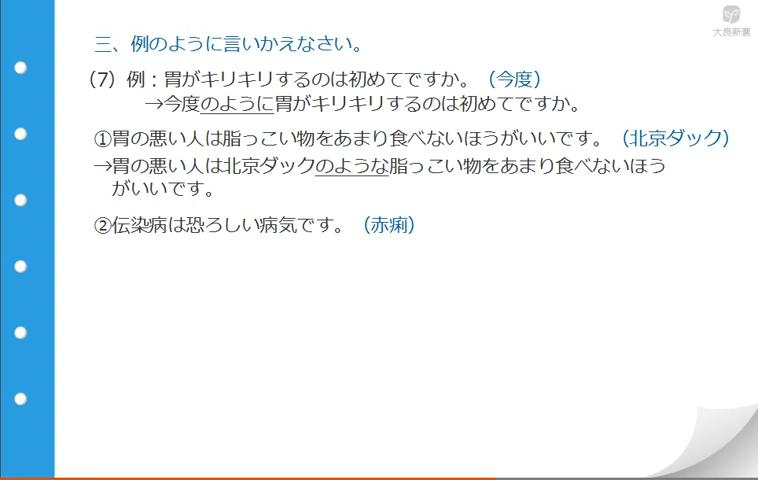 大良新寰
三、例のように言いかえなさい。
（7）例：胃がキリキリするのは初めてですか。（今度）
→今度のように胃がキリキリするのは初めてですか。
①胃の悪い人は脂っこい物をあまり食べないほうがいいです。（北京ダック）
→胃の悪い人は北京ダックのような脂っこい物をあまり食べないほう
がいいです。
②伝染病は恐ろしい病気です。（赤痢）